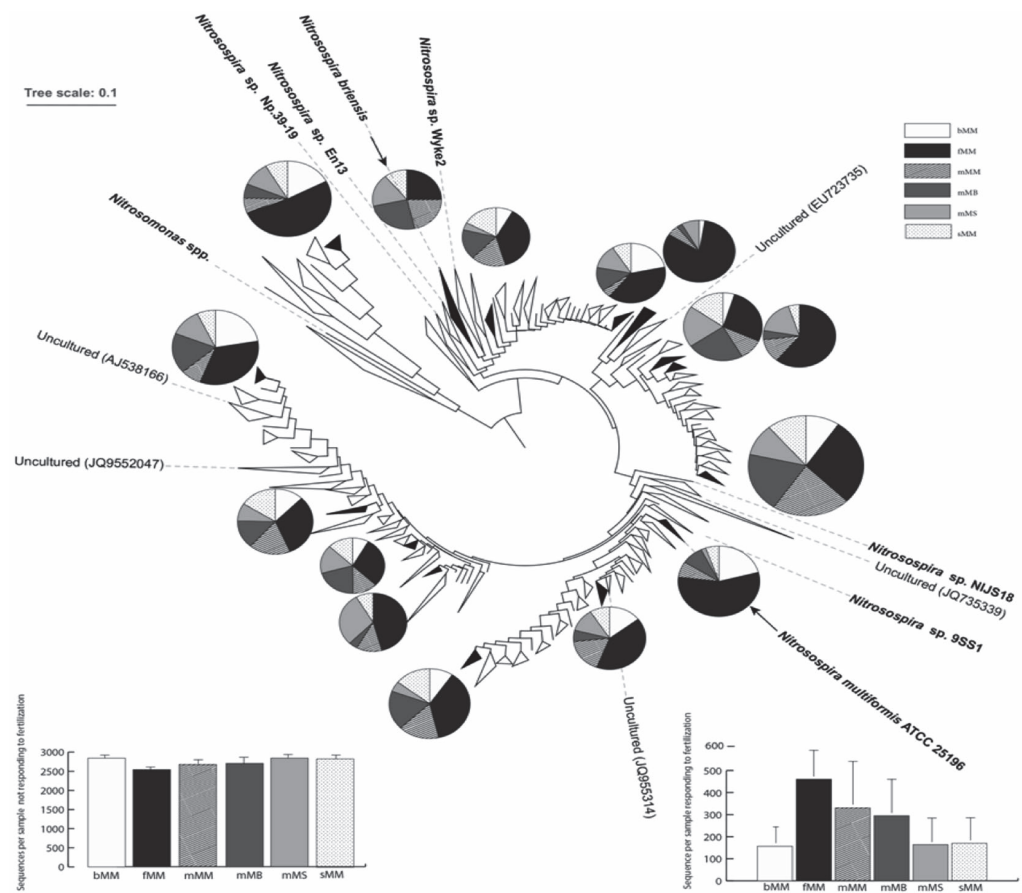 Tree scale: 0.1
Nitrosospira sp. Np.39-19
Nitrosospira sp. En13
Nitrosospira briensis
Nitrosospira sp. Wyke2
Nitrosomonas spp.
Uncultured (EU723735)
bMM
fMM
mMM
mMB
mMS
sMM
Uncultured (AJ538166)
Uncultured (JQ9552047)
Nitrosospira sp. NIJS18
Uncultured (JQ735339)
Nitrosospira sp. 9SS1
Nitrosospira multiformis ATCC 25196
Uncultured (JQ955314)
Sequences per sample not responding to fertilization
3000
2500
2000
1500
1000
500
0
bMM fMM mMM mMB mMS sMM
Sequence per sample responding to fertilization
600
500
400
300
200
100
0
bMM fMM mMM mMB mMS sMM